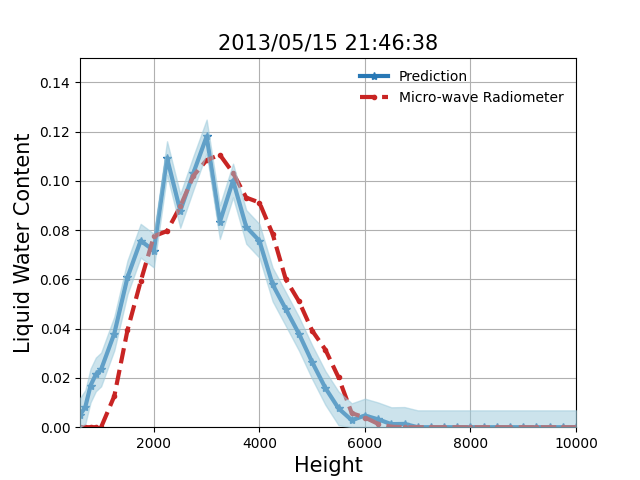 2013/05/15 21:46:38
Prediction
Micro-wave Radiometer
Liquid Water Content
0.14
0.12
0.10
0.08
0.06
0.04
0.02
0.00
2000 4000 6000 8000 10000
Height